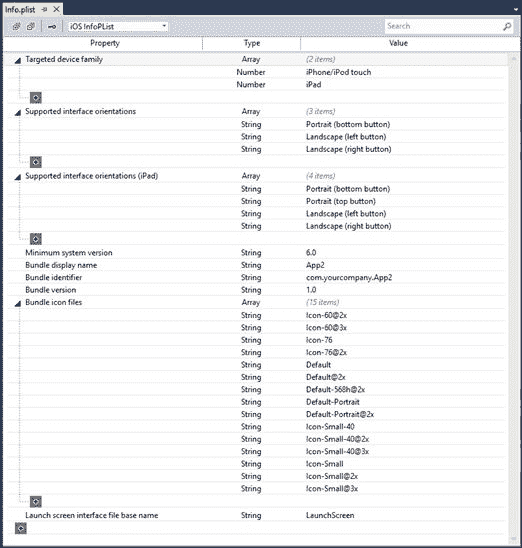 Info.plist
iOS InfoPList Search
Property Type Value
Targeted device family Array (2 items)
Number iPhone/iPod touch
Number iPad
Supported interface orientations Array (3 items)
String Portrait (bottom button)
String Landscape (left button)
String Landscape (right button)
Supported interface orientations (iPad) Array (4 items)
String Portrait (bottom button)
String Portrait (top button)
String Landscape (left button)
String Landscape (right button)
Minimum system version String 6.0
Bundle display name String App2
Bundle identifier String com.yourcompany.App2
Bundle version String 1.0
Bundle icon files Array (15 items)
String Icon-60@2x
String Icon-60@3x
String Icon-76
String Icon-76@2x
String Default
String Default@2x
String Default-568h@2x
String Default-Portrait
String Default-Portrait@2x
String Icon-Small-40
String Icon-Small-40@2x
String Icon-Small-40@3x
String Icon-Small
String Icon-Small@2x
String Icon-Small@3x
Launch screen interface file base name String LaunchScreen